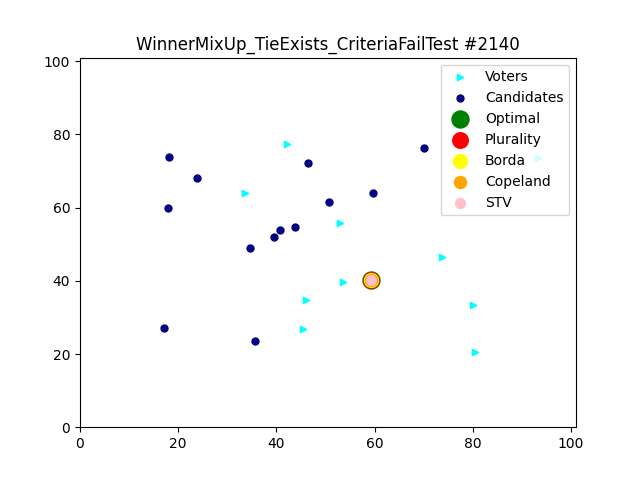 WinnerMixUp_TieExists_CriteriaFailTest #2140
100
80
60
40
20
0
0
20
40
60
80
100
Voters
Candidates
Optimal
Plurality
Borda
Copeland
STV